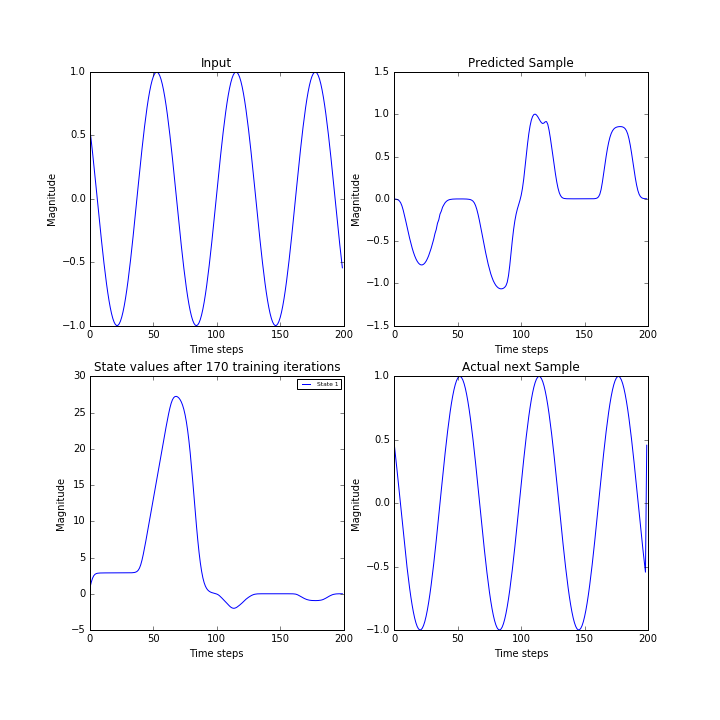 Input
Predicted Sample
1.0
0.5
0.0
−0.5
−1.0
Magnitude
0 50 100 150 200
Time steps
1.5
1.0
0.5
0.0
−0.5
−1.0
−1.5
Magnitude
0 50 100 150 200
Time steps
State values after 170 training iterations
Actual next Sample
30
25
20
15
10
5
0
−5
Magnitude
State 1
0 50 100 150 200
Time steps
1.0
0.5
0.0
−0.5
−1.0
Magnitude
0 50 100 150 200
Time steps